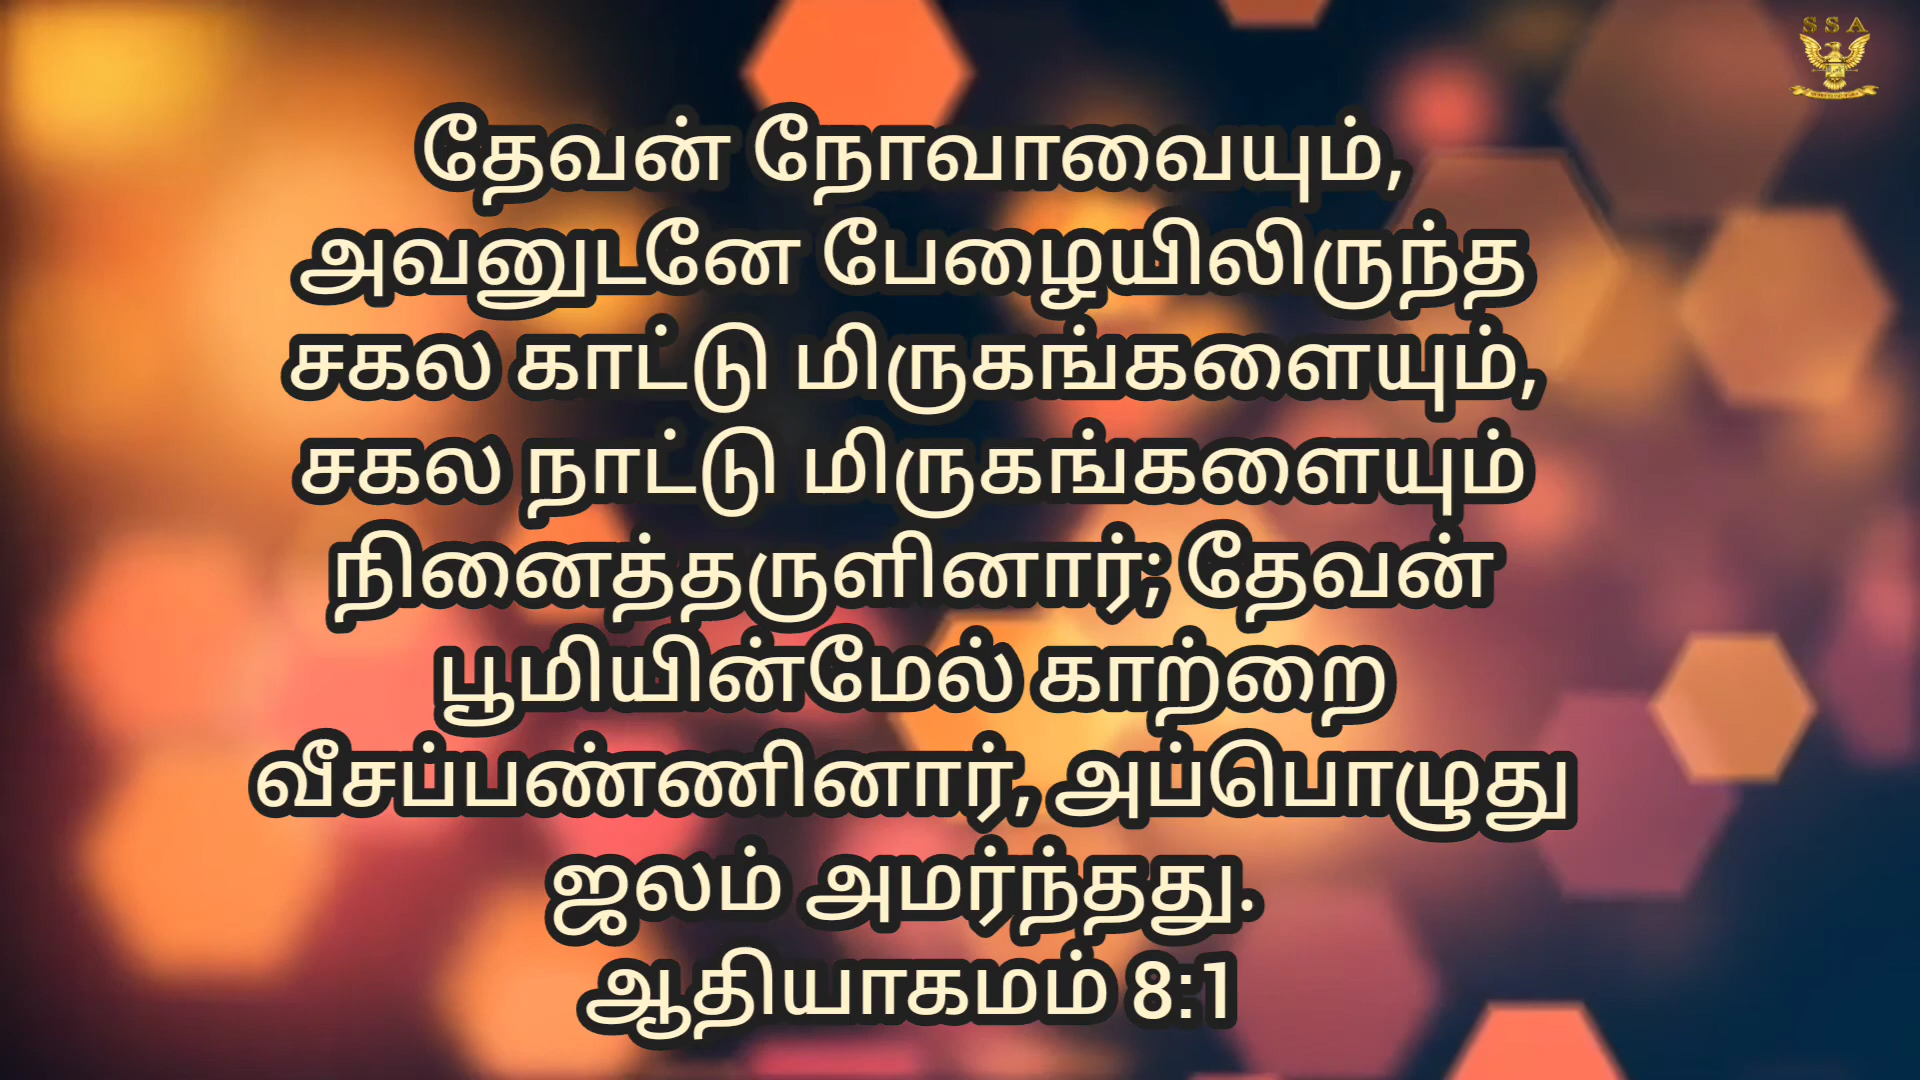 SSA
தேவன் நோவாவையும்,
அவனுடனே பேழையிலிருந்த
சகல காட்டு மிருகங்களையும்,
சகல நாட்டு மிருகங்களையும்
நினைத்தருளினார்; தேவன்
பூமியின்மேல் காற்றை
வீசப்பண்ணினார், அப்பொழுது
ஜலம் அமர்ந்தது.
ஆதியாகமம் 8:1